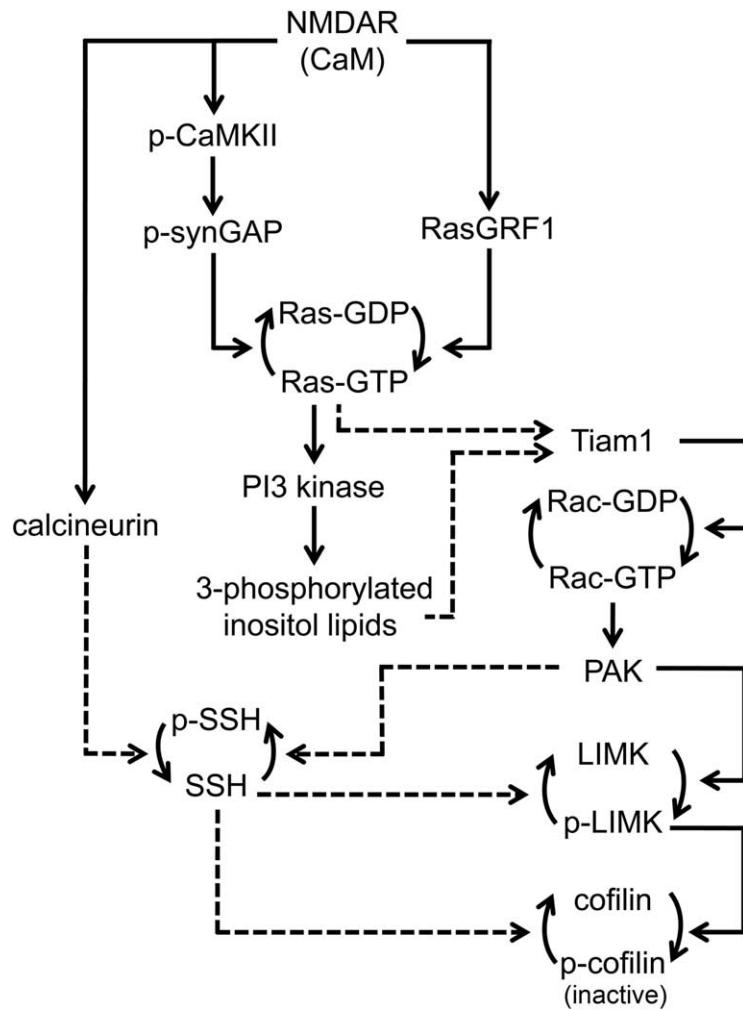 NMDAR
(CaM)
p-CaMKII
p-synGAP
RasGRF1
Ras-GDP
Ras-GTP
Tiam1
PI3 kinase
calcineurin
Rac-GDP
Rac-GTP
3-phosphorylated
inositol lipids
PAK
p-SSH
SSH
LIMK
p-LIMK
cofilin
p-cofilin
(inactive)